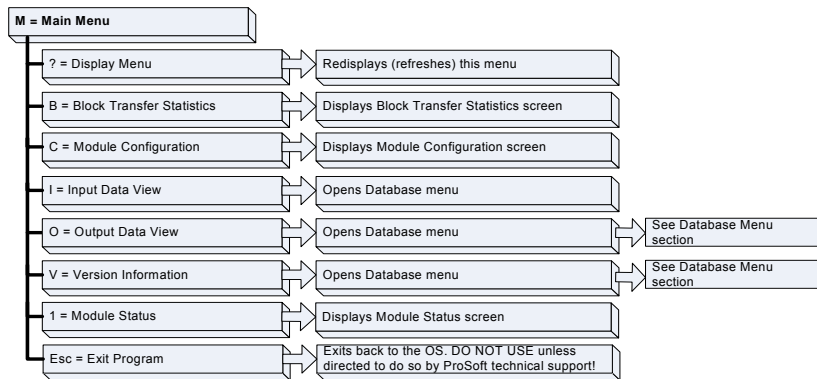 M = Main Menu
? = Display Menu
Redisplays (refreshes) this menu
B = Block Transfer Statistics
Displays Block Transfer Statistics screen
C = Module Configuration
Displays Module Configuration screen
I = Input Data View
Opens Database menu
O = Output Data View
Opens Database menu
See Database Menu
section
V = Version Information
Opens Database menu
See Database Menu
section
1 = Module Status
Displays Module Status screen
Esc = Exit Program
Exits back to the OS. DO NOT USE unless
directed to do so by ProSoft technical support!